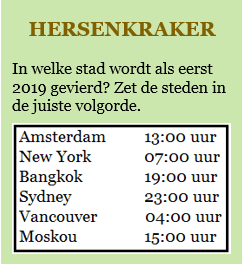 HERSENKRAKER
In welke stad wordt als eerst
2019 gevierd? Zet de steden in
de juiste volgorde.
Amsterdam 13:00 uur
New York 07:00 uur
Bangkok 19:00 uur
Sydney 23:00 uur
Vancouver 04:00 uur
Moskou 15:00 uur